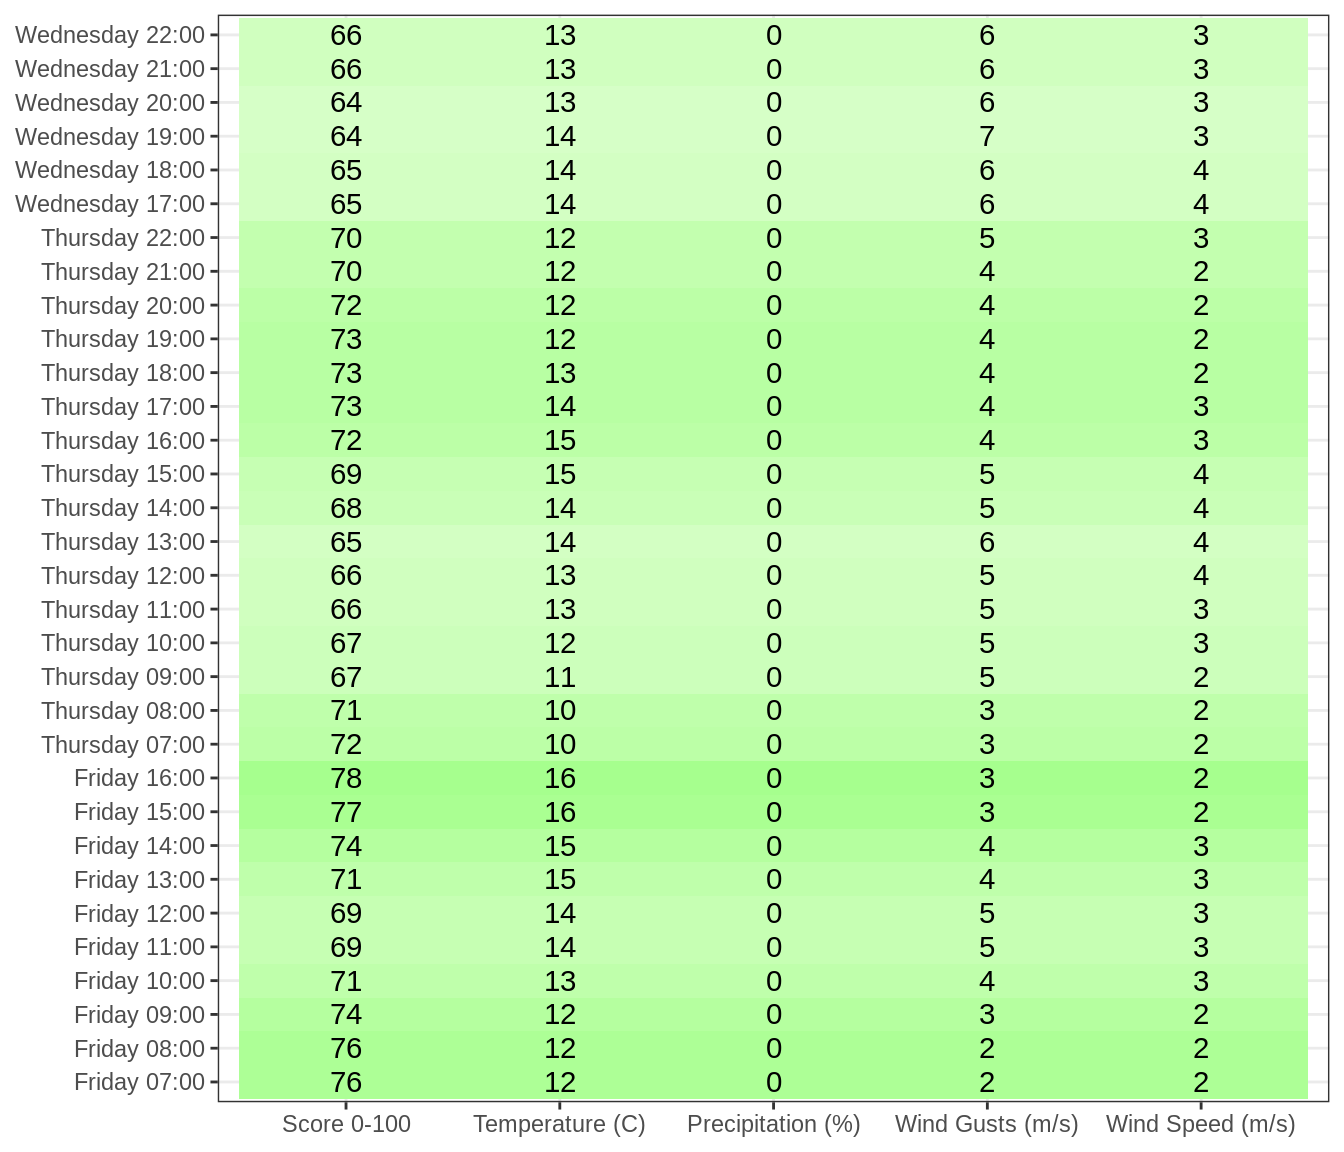 Wednesday 22:00 66 13 0 6 3
Wednesday 21:00 66 13 0 6 3
Wednesday 20:00 64 13 0 6 3
Wednesday 19:00 64 14 0 7 3
Wednesday 18:00 65 14 0 6 4
Wednesday 17:00 65 14 0 6 4
Thursday 22:00 70 12 0 5 3
Thursday 21:00 70 12 0 4 2
Thursday 20:00 72 12 0 4 2
Thursday 19:00 73 12 0 4 2
Thursday 18:00 73 13 0 4 2
Thursday 17:00 73 14 0 4 3
Thursday 16:00 72 15 0 4 3
Thursday 15:00 69 15 0 5 4
Thursday 14:00 68 14 0 5 4
Thursday 13:00 65 14 0 6 4
Thursday 12:00 66 13 0 5 4
Thursday 11:00 66 13 0 5 3
Thursday 10:00 67 12 0 5 3
Thursday 09:00 67 11 0 5 2
Thursday 08:00 71 10 0 3 2
Thursday 07:00 72 10 0 3 2
Friday 16:00 78 16 0 3 2
Friday 15:00 77 16 0 3 2
Friday 14:00 74 15 0 4 3
Friday 13:00 71 15 0 4 3
Friday 12:00 69 14 0 5 3
Friday 11:00 69 14 0 5 3
Friday 10:00 71 13 0 4 3
Friday 09:00 74 12 0 3 2
Friday 08:00 76 12 0 2 2
Friday 07:00 76 12 0 2 2
Score 0-100 Temperature (C) Precipitation (%) Wind Gusts (m/s) Wind Speed (m/s)